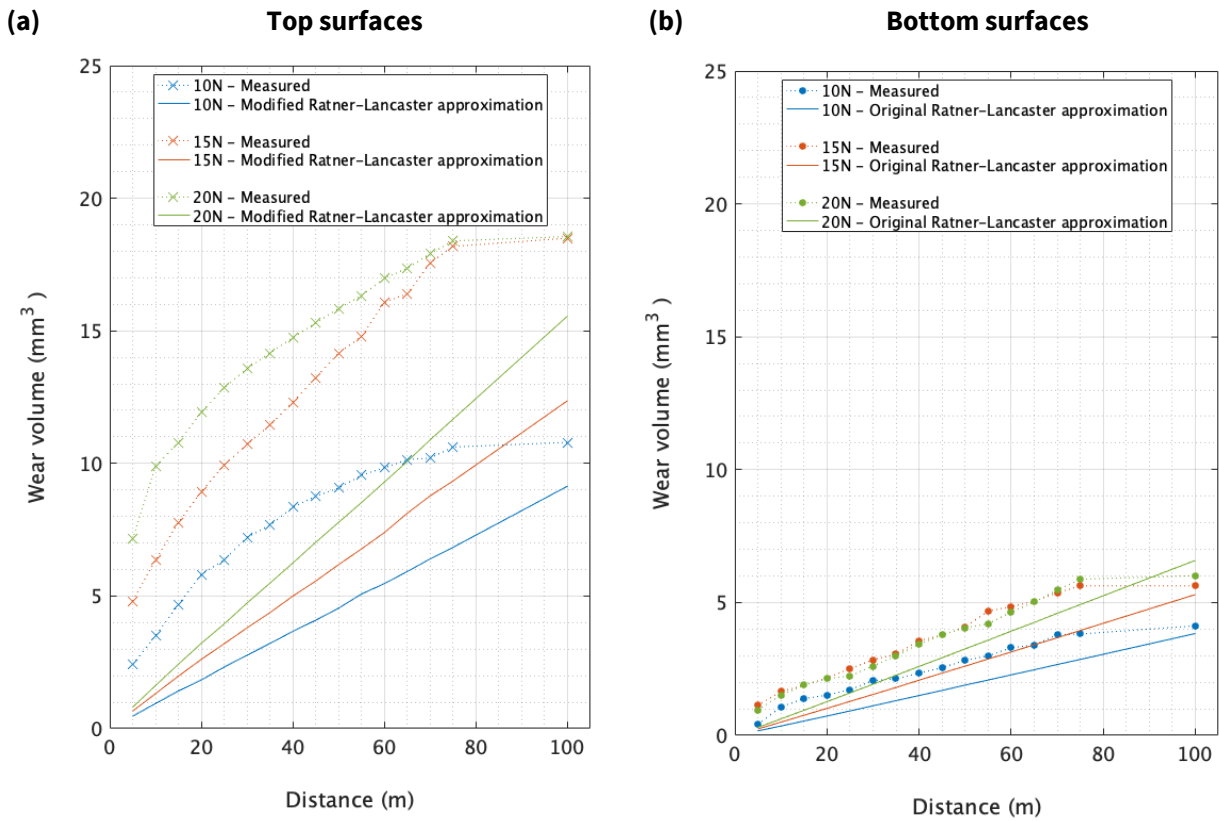 (a) Top surfaces
25
20
15
10
5
0
0 20 40 60 80 100
Wear volume (mm³ )
Distance (m)
10N – Measured
10N – Modified Ratner–Lancaster approximation
15N – Measured
15N – Modified Ratner–Lancaster approximation
20N – Measured
20N – Modified Ratner–Lancaster approximation
(b) Bottom surfaces
25
20
15
10
5
0
0 20 40 60 80 100
Wear volume (mm³ )
Distance (m)
10N – Measured
10N – Original Ratner–Lancaster approximation
15N – Measured
15N – Original Ratner–Lancaster approximation
20N – Measured
20N – Original Ratner–Lancaster approximation